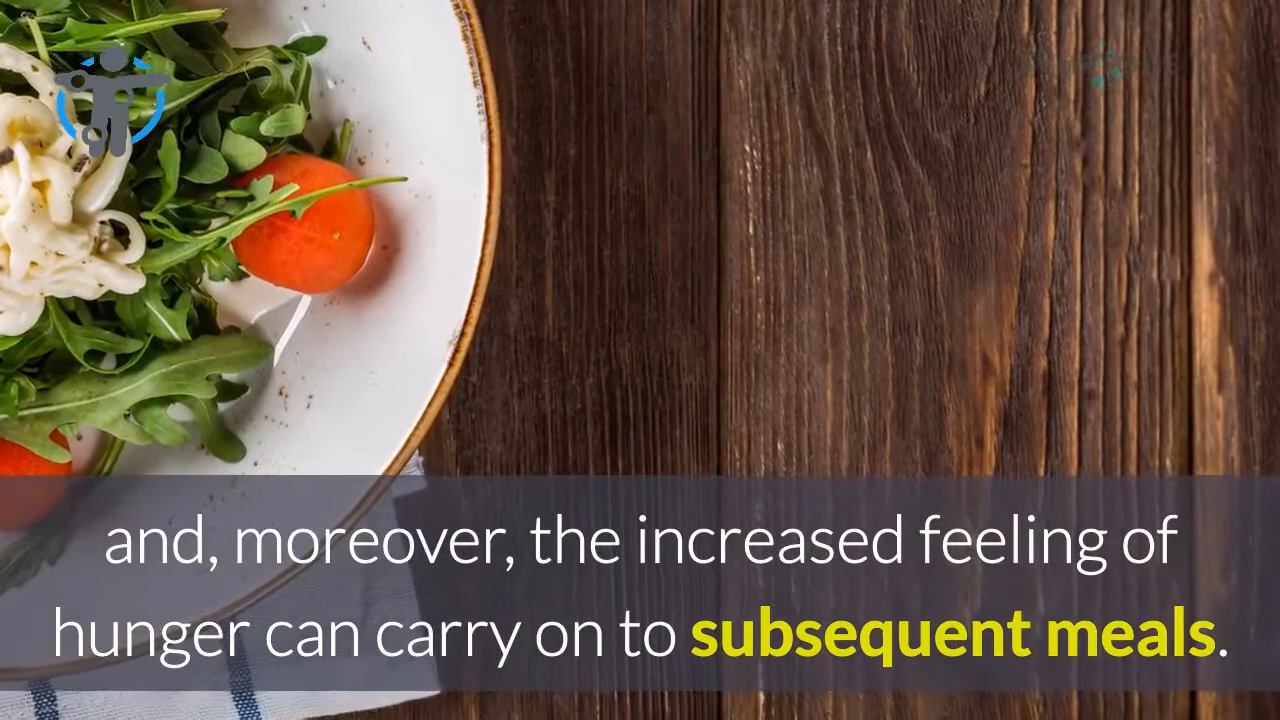 and, moreover, the increased feeling of
hunger can carry on to subsequent meals.